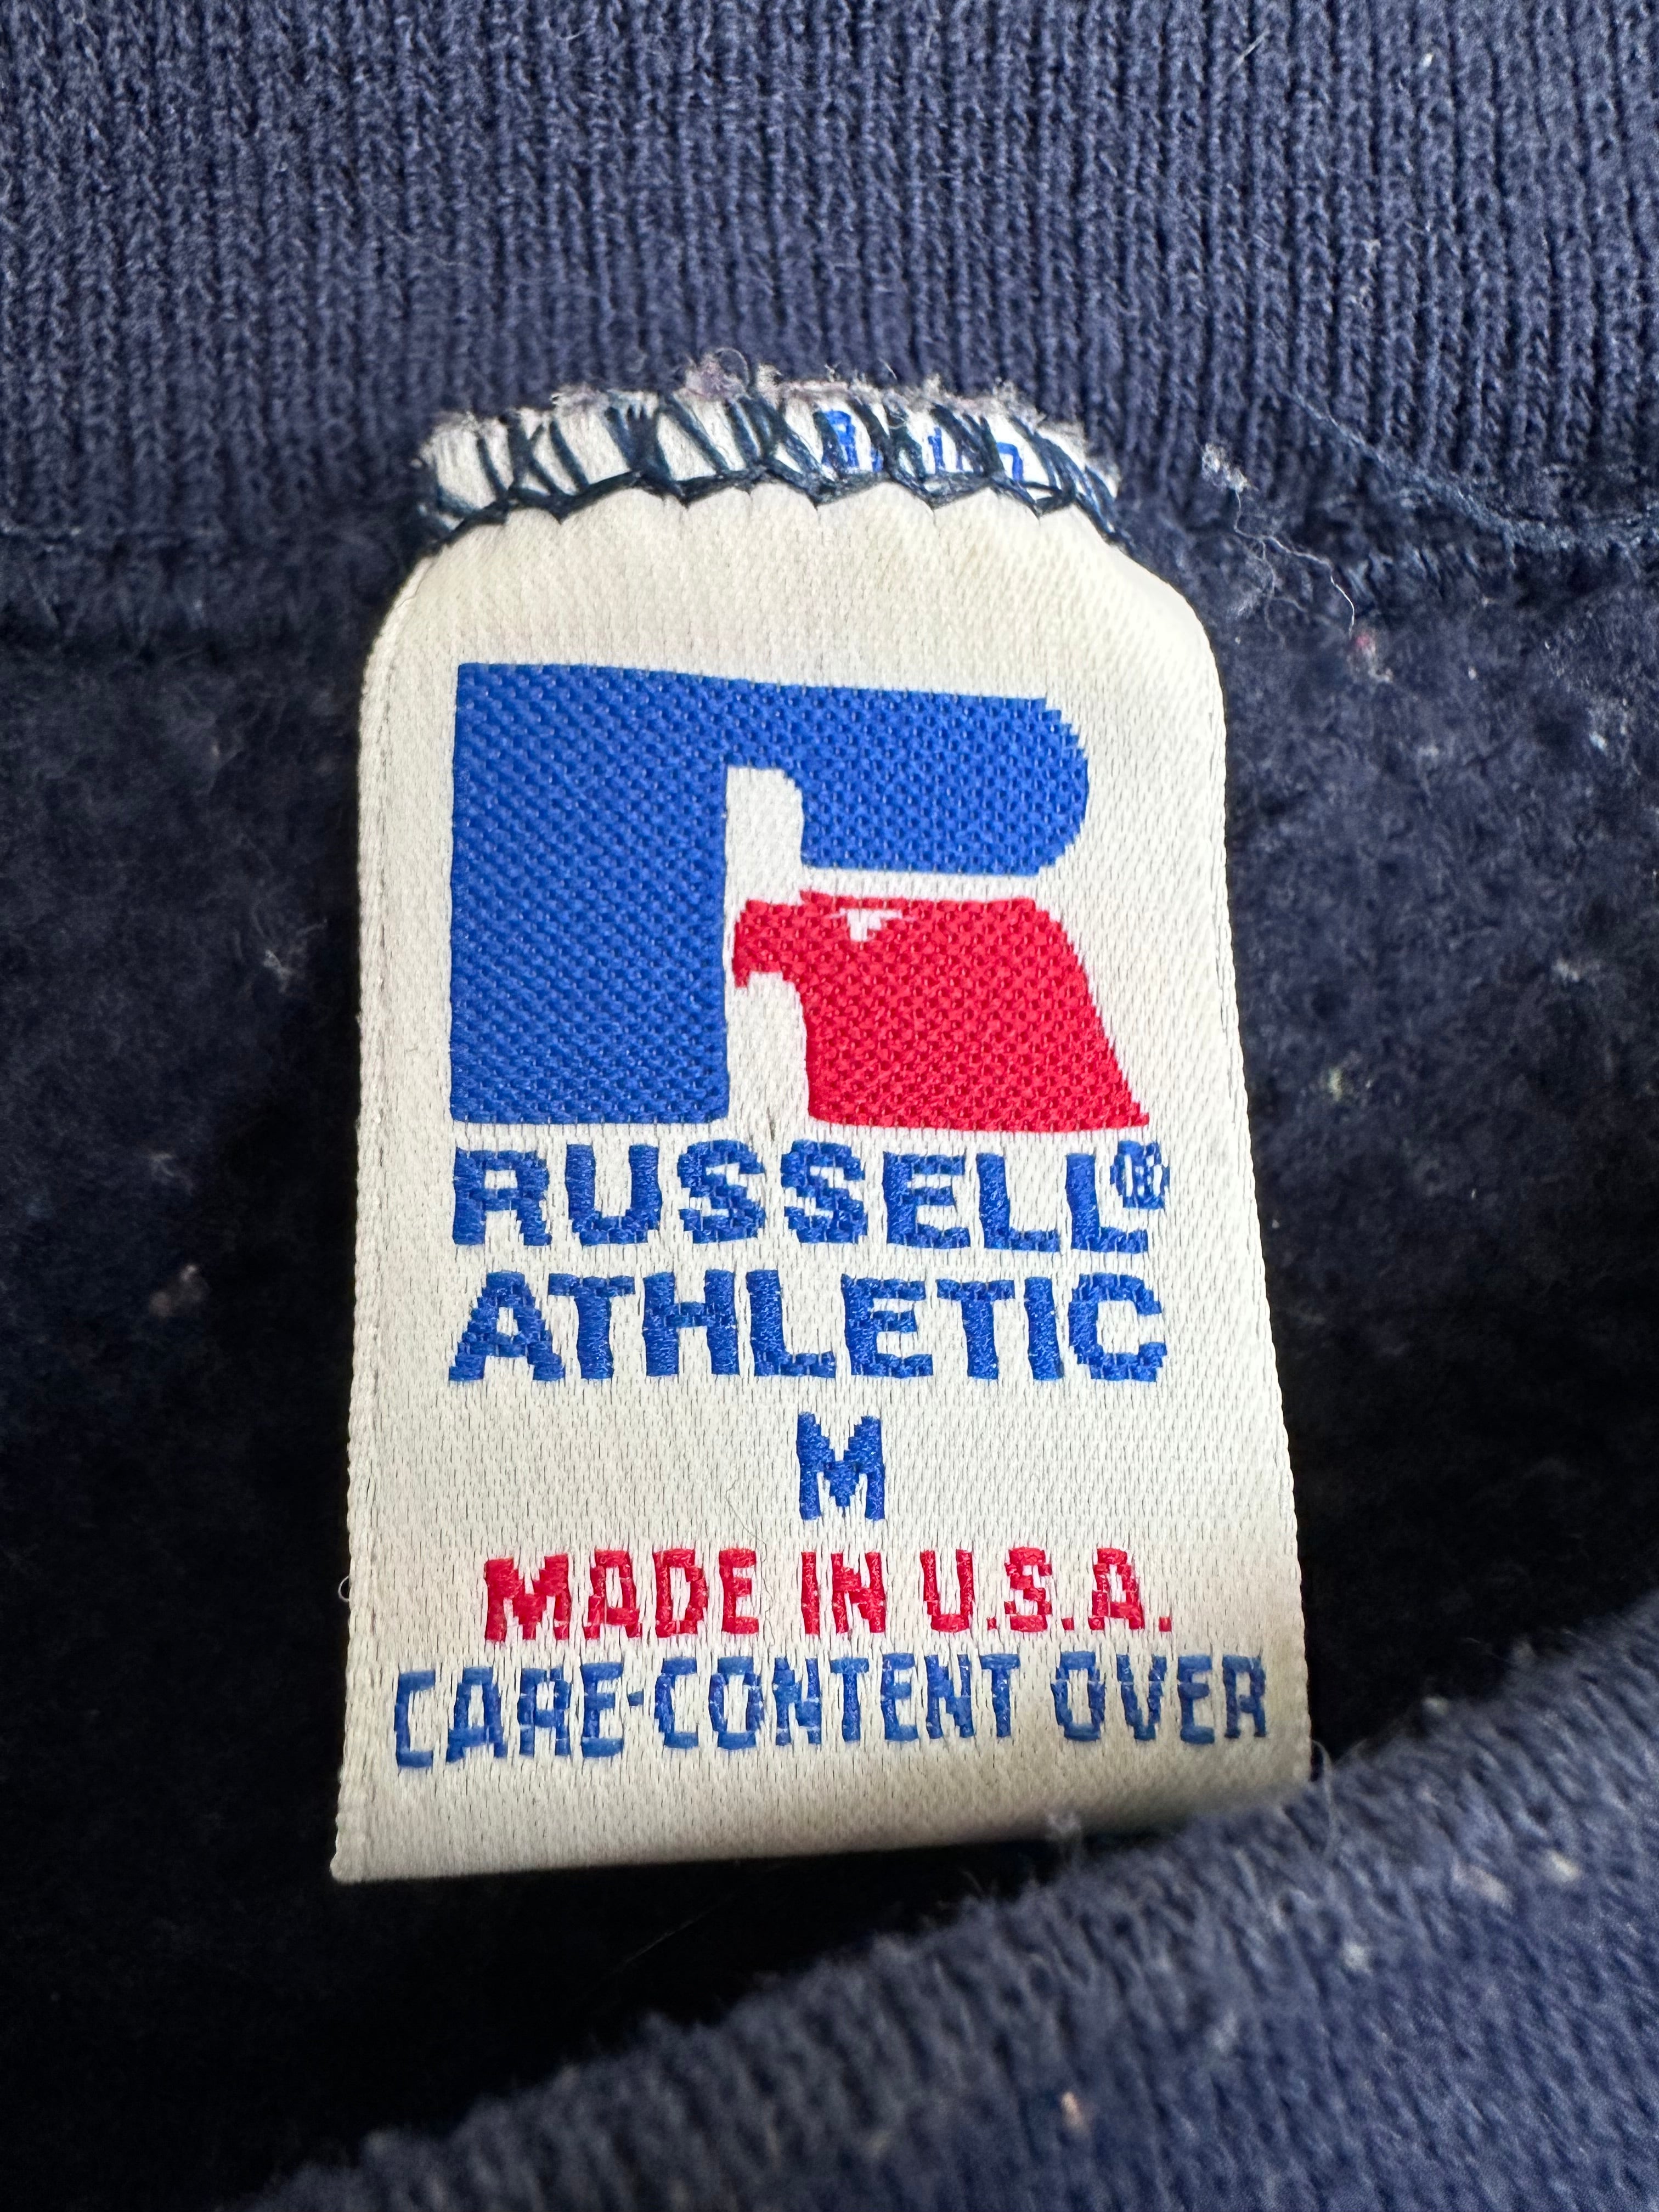 RUSSELL®
ATHLETIC
M
MADE IN U.S.A.
CARE-CONTENT OVER